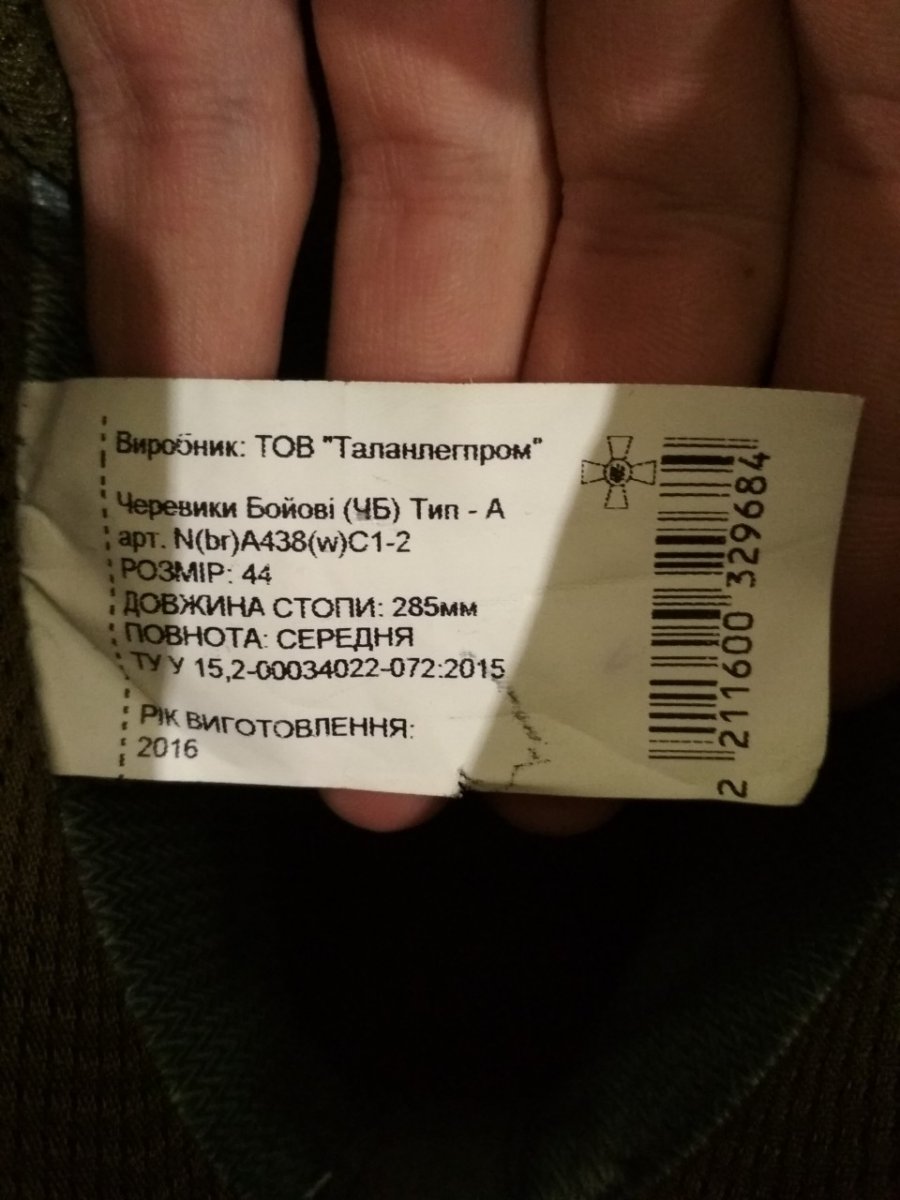 Виробник: ТОВ "Таланлегпром"
Черевики Бойові (ЧБ) Тип - А
арт. N(br)A438(w)C1-2
РОЗМІР: 44
ДОВЖИНА СТОПИ: 285мм
ПОВНОТА: СЕРЕДНЯ
ТУ У 15,2-00034022-072:2015
РІК ВИГОТОВЛЕННЯ:
2016
2 211600 329684